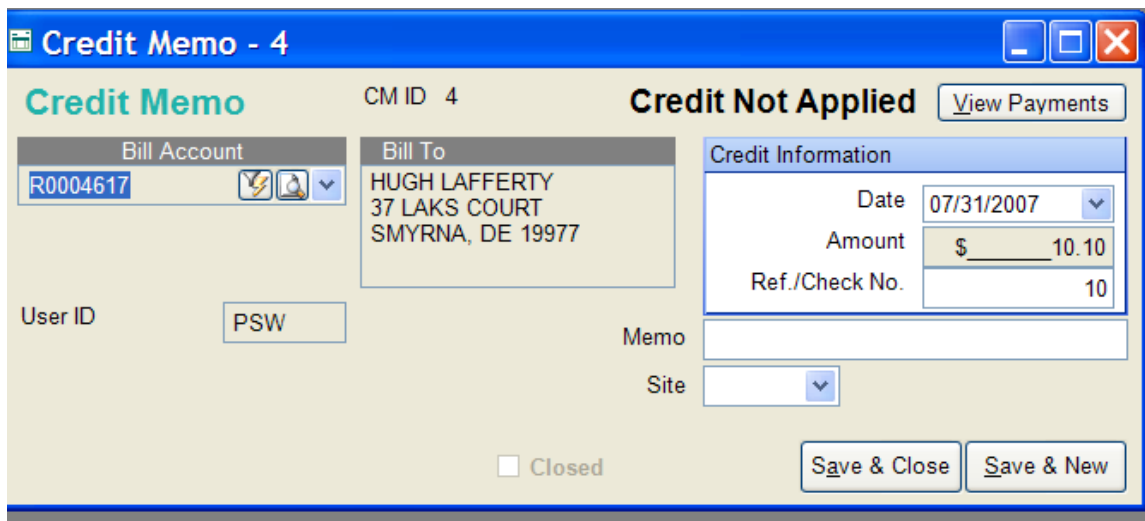 Credit Memo - 4
Credit Memo
CM ID 4
Credit Not Applied
View Payments
Bill Account
R0004617
Bill To
HUGH LAFFERTY
37 LAKS COURT
SMYRNA, DE 19977
Credit Information
Date 07/31/2007
Amount $______10.10
Ref./Check No. 10
User ID PSW
Memo
Site
Closed
Save & Close
Save & New